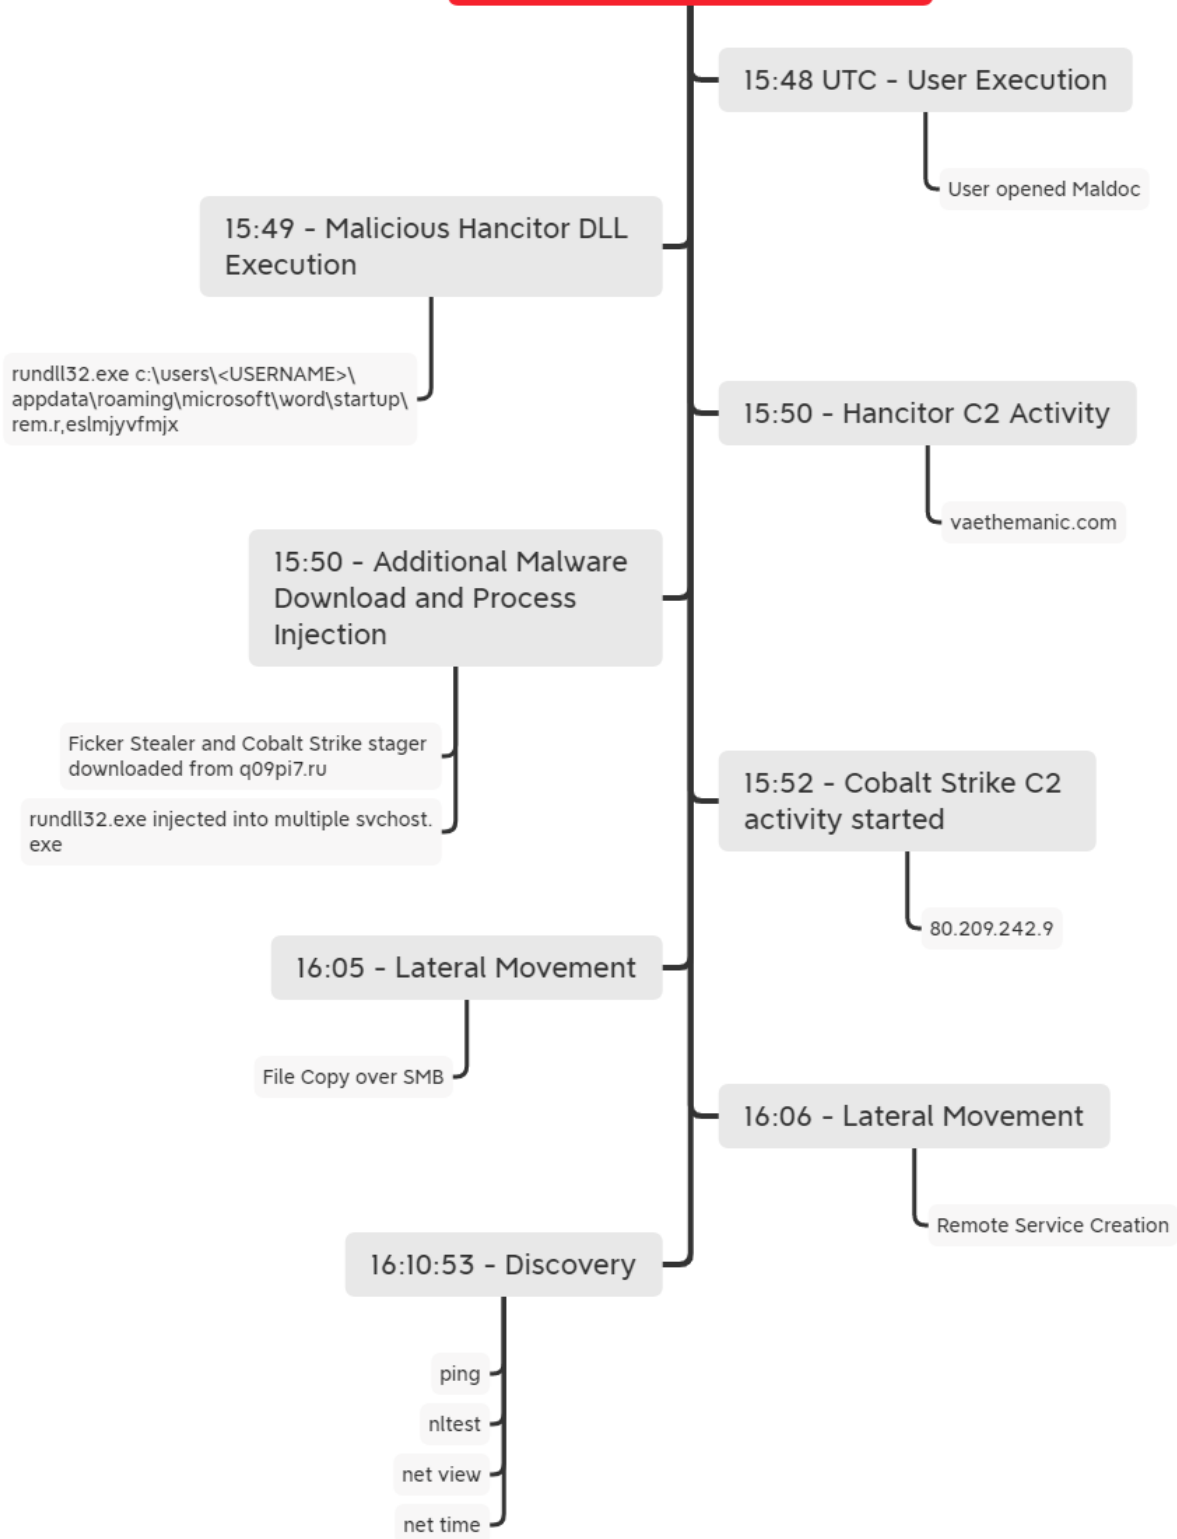 15:48 UTC - User Execution
User opened Maldoc
15:49 - Malicious Hancitor DLL
Execution
rundll32.exe c:\users\<USERNAME>\
appdata\roaming\microsoft\word\startup\
rem.r,eslmjyvfmjx
15:50 - Hancitor C2 Activity
vaethemanic.com
15:50 - Additional Malware
Download and Process
Injection
Ficker Stealer and Cobalt Strike stager
downloaded from q09pi7.ru
rundll32.exe injected into multiple svchost.
exe
15:52 - Cobalt Strike C2
activity started
80.209.242.9
16:05 - Lateral Movement
File Copy over SMB
16:06 - Lateral Movement
Remote Service Creation
16:10:53 - Discovery
ping
nltest
net view
net time